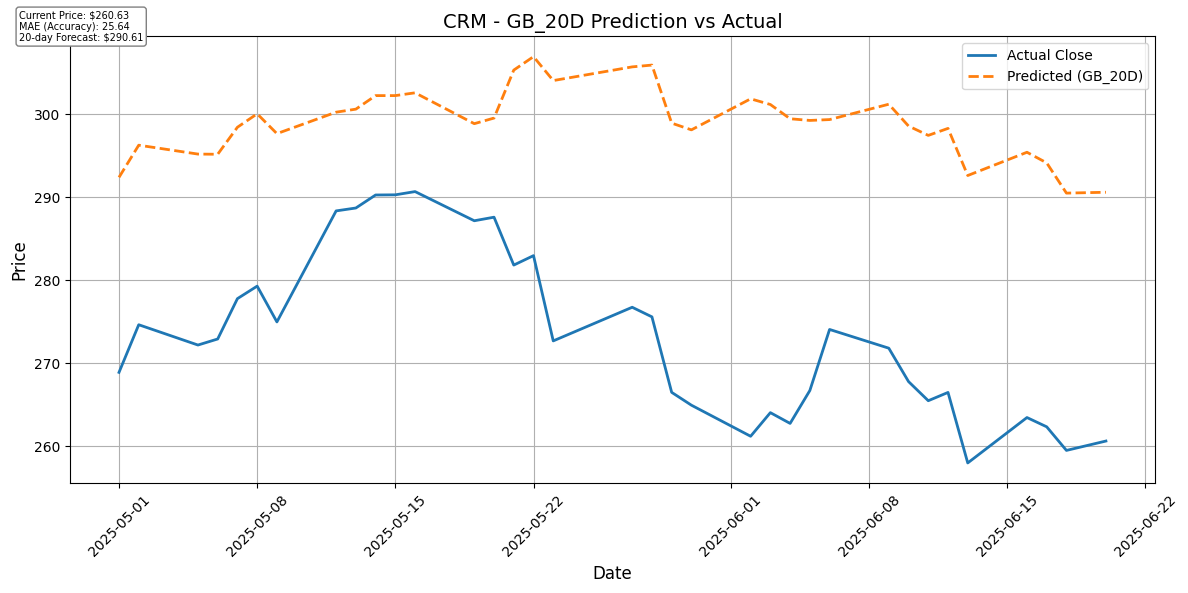 CRM - GB_20D Prediction vs Actual
Current Price: $260.63
MAE (Accuracy): 25.64
20-day Forecast: $290.61
Actual Close
Predicted (GB_20D)
Price
300
290
280
270
260
2025-05-01
2025-05-08
2025-05-15
2025-05-22
2025-06-01
2025-06-08
2025-06-15
2025-06-22
Date